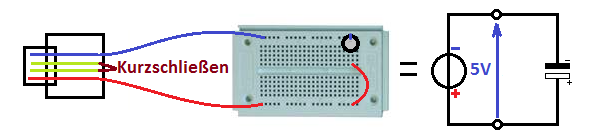 >Kurzschließen
=
-
5V
+
-
+